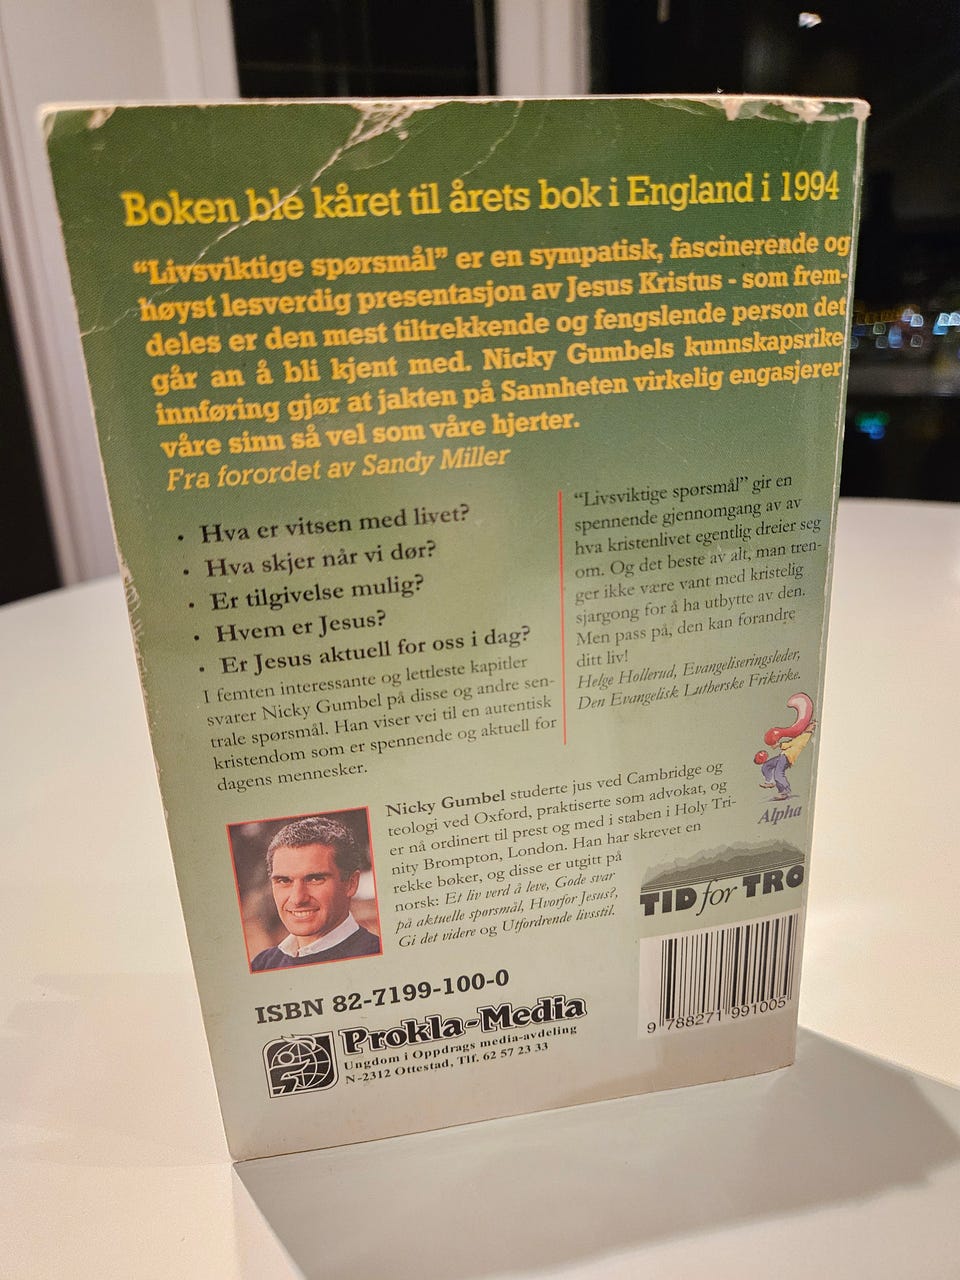 Boken ble kåret til årets bok i England i 1994
“Livsviktige spørsmål” er en sympatisk, fascinerende og
høyst lesverdig presentasjon av Jesus Kristus - som frem-
deles er den mest tiltrekkende og fengslende person det
går an å bli kjent med. Nicky Gumbels kunnskapsrike
innføring gjør at jakten på Sannheten virkelig engasjerer
våre sinn så vel som våre hjerter.
Fra forordet av Sandy Miller
· Hva er vitsen med livet?
· Hva skjer når vi dør?
· Er tilgivelse mulig?
· Hvem er Jesus?
· Er Jesus aktuell for oss i dag?
I femten interessante og lettleste kapitler
svarer Nicky Gumbel på disse og andre sen-
trale spørsmål. Han viser vei til en autentisk
kristendom som er spennende og aktuell for
dagens mennesker.
“Livsviktige spørsmål” gir en
spennende gjennomgang av av
hva kristenlivet egentlig dreier seg
om. Og det beste av alt, man tren-
ger ikke være vant med kristelig
sjargong for å ha utbytte av den.
Men pass på, den kan forandre
ditt liv!
Helge Hollerud, Evangeliseringsleder,
Den Evangelisk Lutherske Frikirke.
Alpha
Nicky Gumbel studerte jus ved Cambridge og
teologi ved Oxford, praktiserte som advokat, og
er nå ordinert til prest og med i staben i Holy Tri-
nity Brompton, London. Han har skrevet en
rekke bøker, og disse er utgitt på
norsk: Et liv verd å leve, Gode svar
på aktuelle spørsmål, Hvorfor Jesus?,
Gi det videre og Utfordrende livsstil.
TID for TRO
ISBN 82-7199-100-0
Prokla-Media
Ungdom i Oppdrags media-avdeling
N-2312 Ottestad, Tlf. 62 57 23 33
9 788271 991005